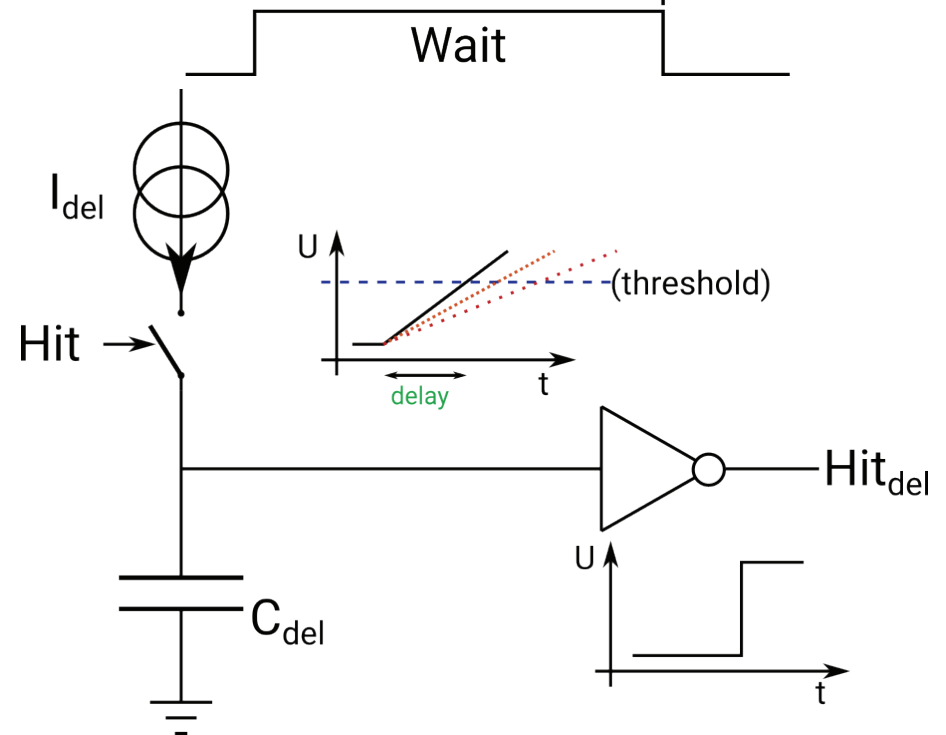 Wait
Idel
U
(threshold)
Hit
t
delay
Hitdel
U
Cdel
t